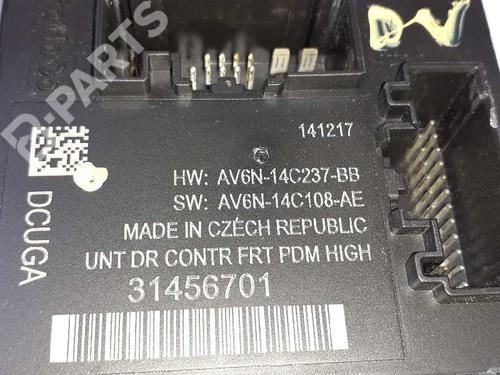 B-PARTS
D-V
141217
HW: AV6N-14C237-BB
SW: AV6N-14C108-AE
MADE IN CZECH REPUBLIC
UNT DR CONTR FRT PDM HIGH
31456701
DCUGA